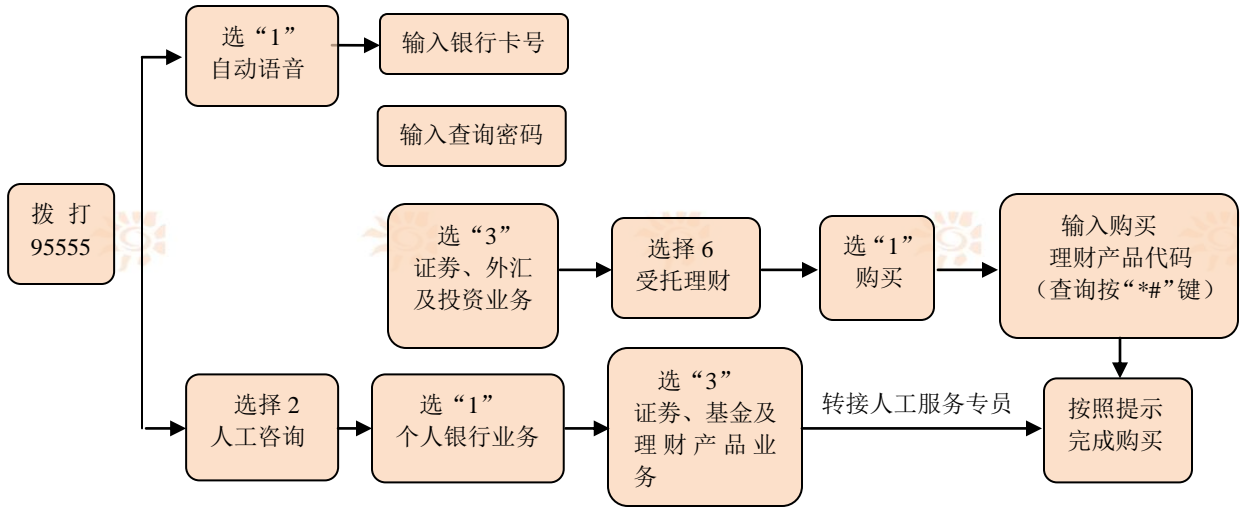 拨 打
95555
选“1”
自动语音
输入银行卡号
输入查询密码
选“3”
证券、外汇
及投资业务
选择 6
受托理财
选“1”
购买
输入购买
理财产品代码
（查询按“*#”键）
选择 2
人工咨询
选“1”
个人银行业务
选“3”
证券、基金及
理 财 产 品 业
务
转接人工服务专员
按照提示
完成购买